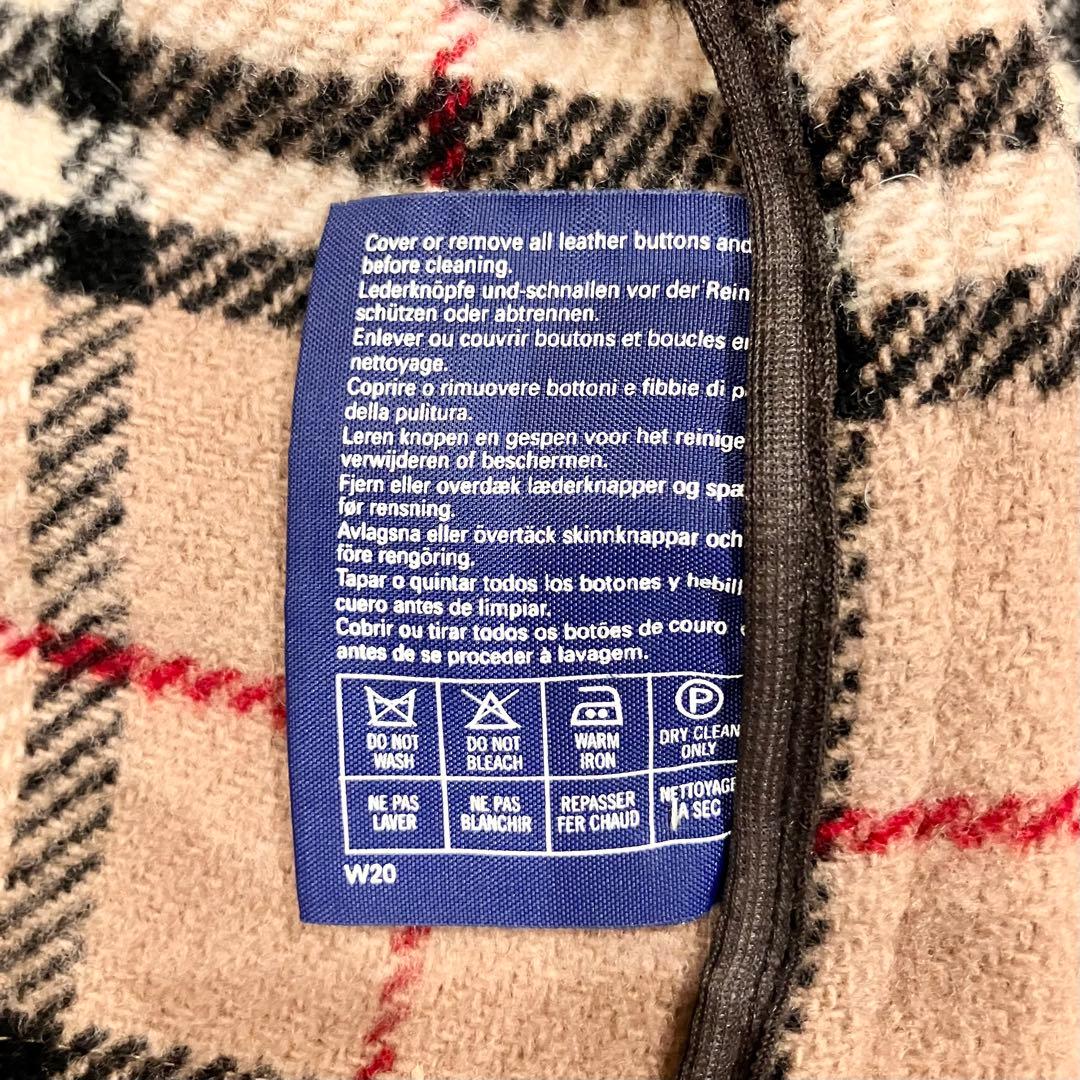 Cover or remove all leather buttons and
before cleaning.
Lederknöpfe und-schnallen vor der Rein
schützen oder abtrennen.
Enlever ou couvrir boutons et boucles en
nettoyage.
Coprire o rimuovere bottoni e fibbie di p
della pulitura.
Leren knopen en gespen voor het reinige
verwijderen of beschermen.
Fjern eller overdæk læderknapper og spæ
før rensning.
Avlagsna eller övertäck skinnknappar och
före rengöring.
Tapar o quintar todos los botones y hebill
cuero antes de limpiar.
Cobrir ou tirar todos os botões de couro
antes de se proceder à lavagem.
P
DO NOT WASH
DO NOT BLEACH
WARM IRON
DRY CLEAN ONLY
NE PAS LAVER
NE PAS BLANCHIR
REPASSER FER CHAUD
NETTOYAGE A SEC
W20